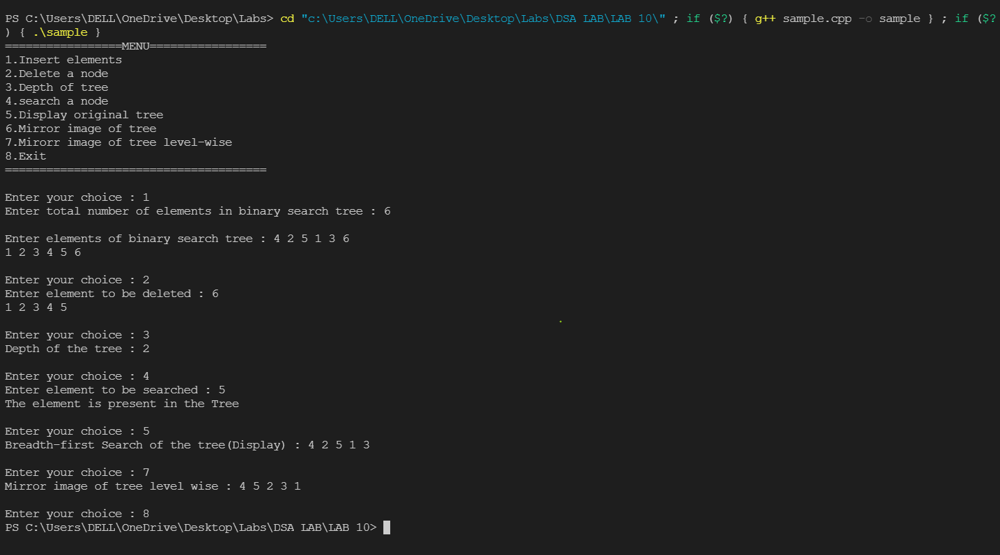 PS C:\Users\DELL\OneDrive\Desktop\Labs> cd "c:\Users\DELL\OneDrive\Desktop\Labs\DSA LAB\LAB 10\" ; if ($?) { g++ sample.cpp -o sample } ; if ($?
) { .\sample }
=================MENU=================
1.Insert elements
2.Delete a node
3.Depth of tree
4.search a node
5.Display original tree
6.Mirror image of tree
7.Mirorr image of tree level-wise
8.Exit
======================================
Enter your choice : 1
Enter total number of elements in binary search tree : 6
Enter elements of binary search tree : 4 2 5 1 3 6
1 2 3 4 5 6
Enter your choice : 2
Enter element to be deleted : 6
1 2 3 4 5
Enter your choice : 3
Depth of the tree : 2
Enter your choice : 4
Enter element to be searched : 5
The element is present in the Tree
Enter your choice : 5
Breadth-first Search of the tree(Display) : 4 2 5 1 3
Enter your choice : 7
Mirror image of tree level wise : 4 5 2 3 1
Enter your choice : 8
PS C:\Users\DELL\OneDrive\Desktop\Labs\DSA LAB\LAB 10>